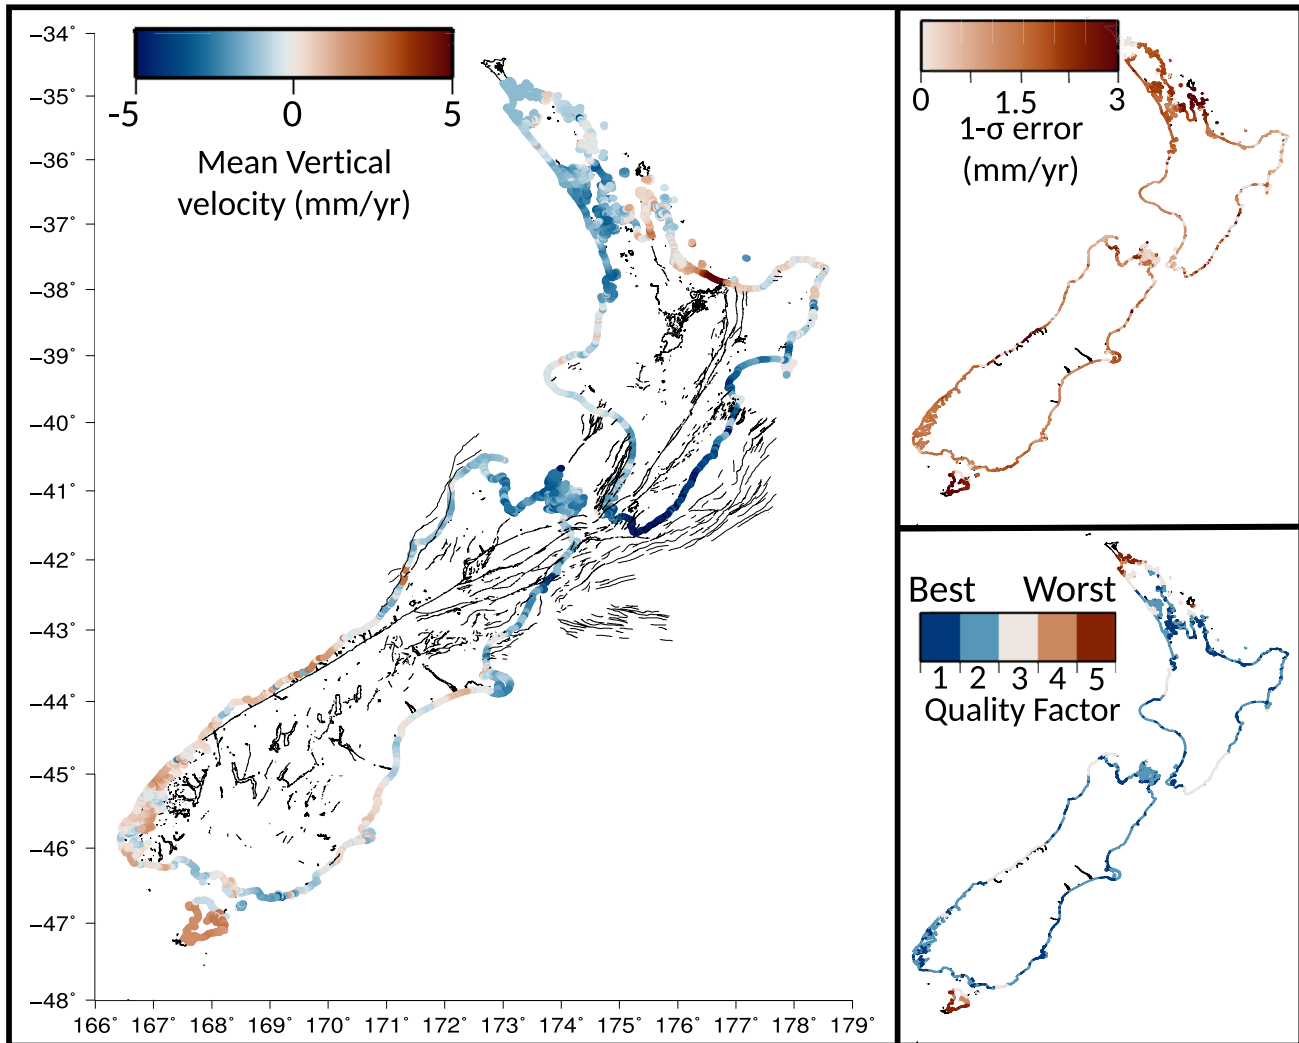 −34°
−35°
−36°
−37°
−38°
−39°
−40°
−41°
−42°
−43°
−44°
−45°
−46°
−47°
−48°
166° 167° 168° 169° 170° 171° 172° 173° 174° 175° 176° 177° 178° 179°
-5 0 5
Mean Vertical
velocity (mm/yr)
0 1.5 3
1-σ error
(mm/yr)
Best Worst
1 2 3 4 5
Quality Factor